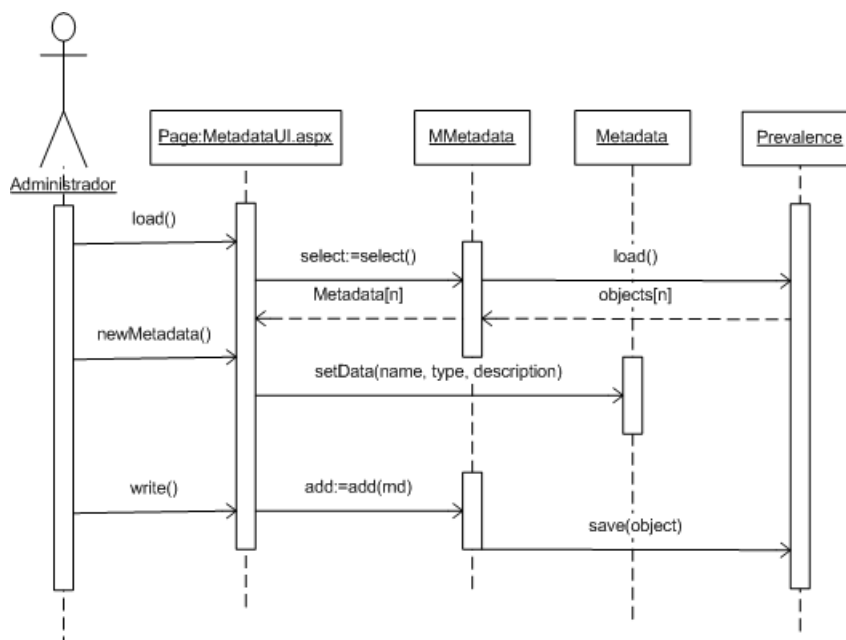 Page:MetadataUI.aspx
MMetadata
Metadata
Prevalence
Administrador
load()
select:=select()
load()
Metadata[n]
objects[n]
newMetadata()
setData(name, type, description)
write()
add:=add(md)
save(object)